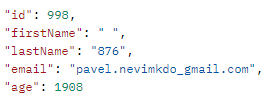 "id": 998,
"firstName": " ",
"lastName": "876",
"email": "pavel.nevimkdo_gmail.com",
"age": 1908